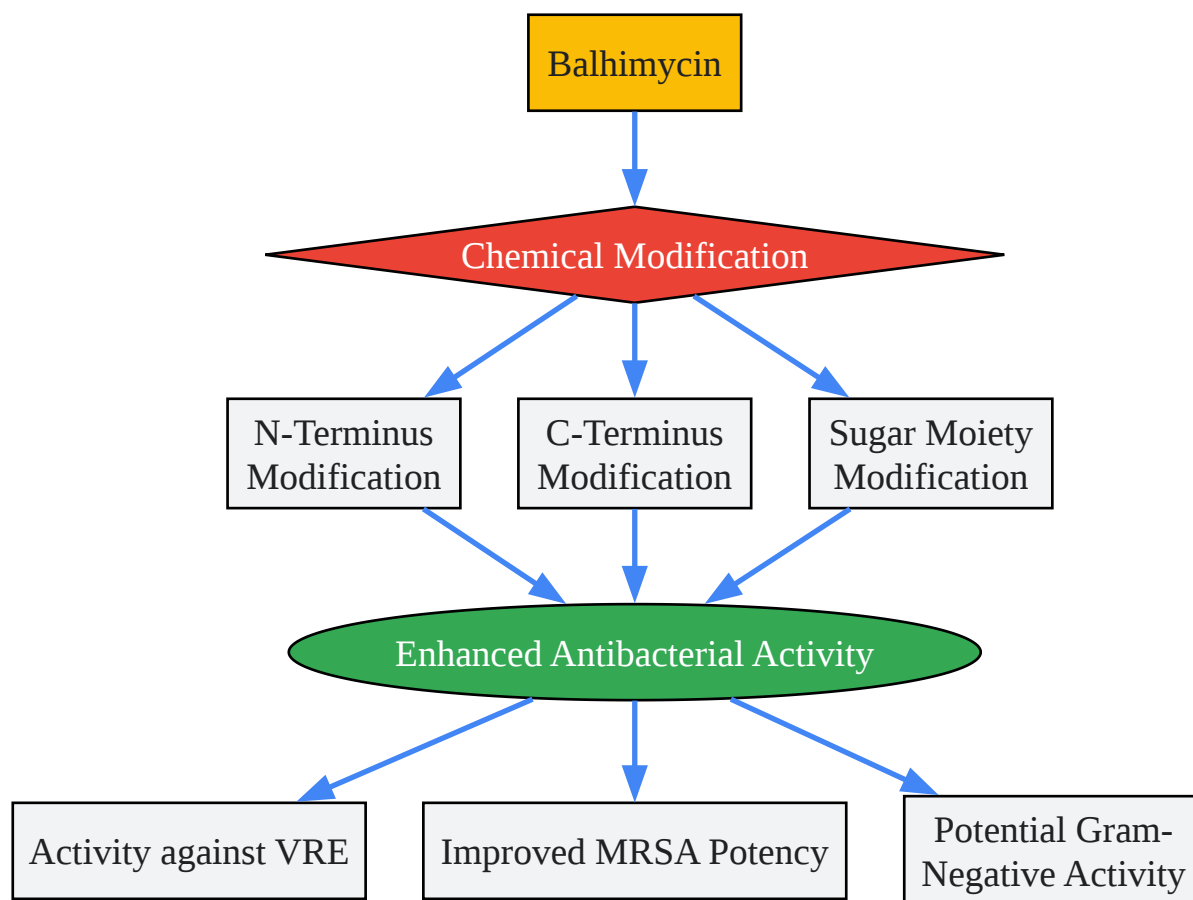 Balhimycin
Chemical Modification
N-Terminus
Modification
C-Terminus
Modification
Sugar Moiety
Modification
Enhanced Antibacterial Activity
Activity against VRE
Improved MRSA Potency
Potential Gram-
Negative Activity